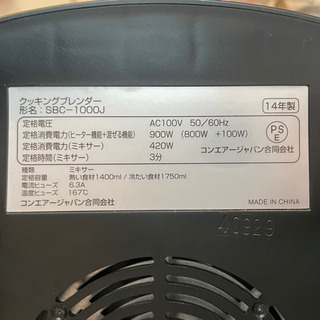 クッキングブレンダー
形名：SBC-1000J
14年製
定格電圧 AC100V 50/60Hz
定格消費電力(ヒーター機能+混ぜる機能) 900W (800W +100W)
定格消費電力(ミキサー) 420W
定格時間(ミキサー) 3分
PS
E
コンエアージャパン合同会社
種類 ミキサー
定格容量 熱い食材1400ml / 冷たい食材1750ml
電流ヒューズ 6.3A
温度ヒューズ 167℃
コンエアージャパン合同会社
MADE IN CHINA
40629